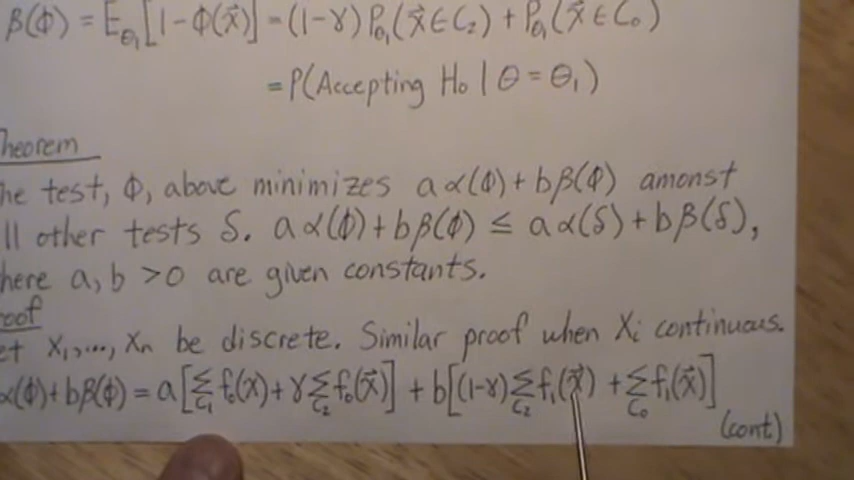 β(Φ) = E_θ₁[1-Φ(x⃗)] = (1-γ) P_θ₁(x⃗ ∈ C₂) + P_θ₁(x⃗ ∈ C₀)
= P(Accepting H₀ | θ = θ₁)
Theorem
he test, Φ, above minimizes aα(Φ)+bβ(Φ) amonst
ll other tests δ. aα(Φ)+bβ(Φ) ≤ aα(δ)+bβ(δ),
here a, b >0 are given constants.
roof
et X₁,..., Xₙ be discrete. Similar proof when Xᵢ continuous.
α(Φ)+bβ(Φ) = a[Σ_C₁ f₀(x) + γ Σ_C₂ f₀(x⃗)] + b[(1-γ) Σ_C₂ f₁(x⃗) + Σ_C₀ f₁(x⃗)]
(cont)